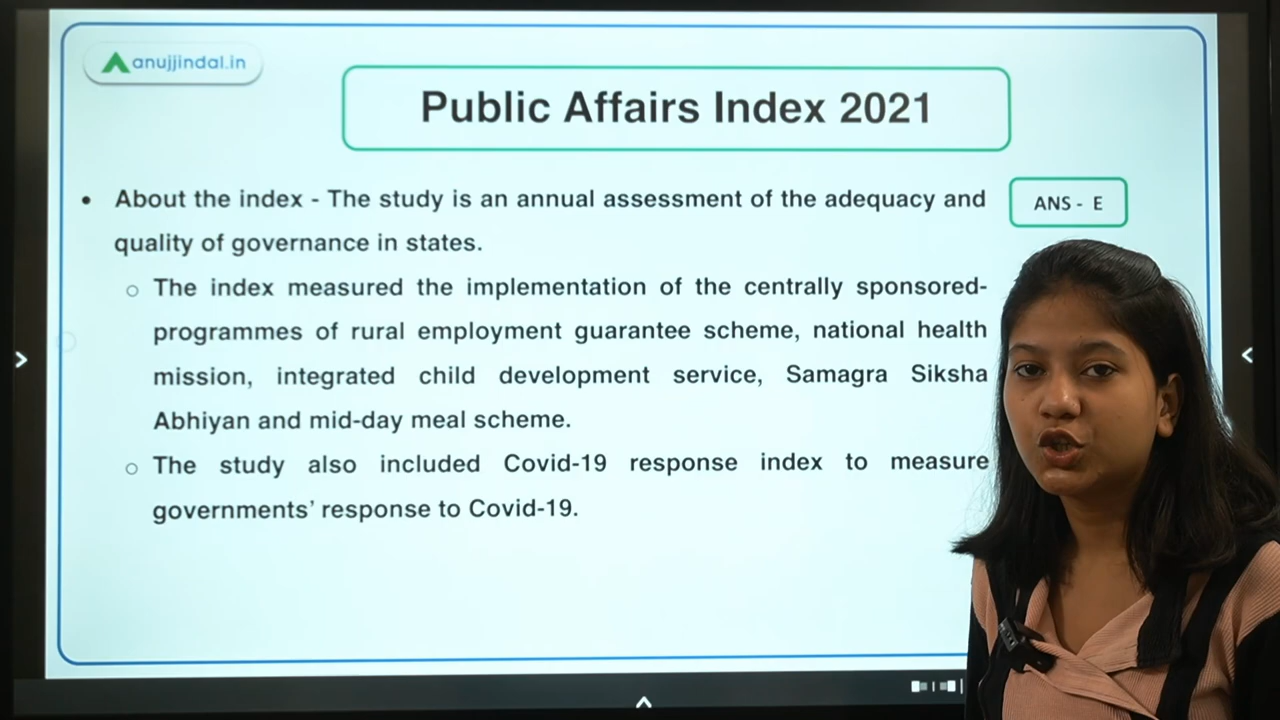 anujjindal.in
Public Affairs Index 2021
• About the index - The study is an annual assessment of the adequacy and
quality of governance in states.
ANS - E
○ The index measured the implementation of the centrally sponsored-
programmes of rural employment guarantee scheme, national health
mission, integrated child development service, Samagra Siksha
Abhiyan and mid-day meal scheme.
○ The study also included Covid-19 response index to measure
governments’ response to Covid-19.